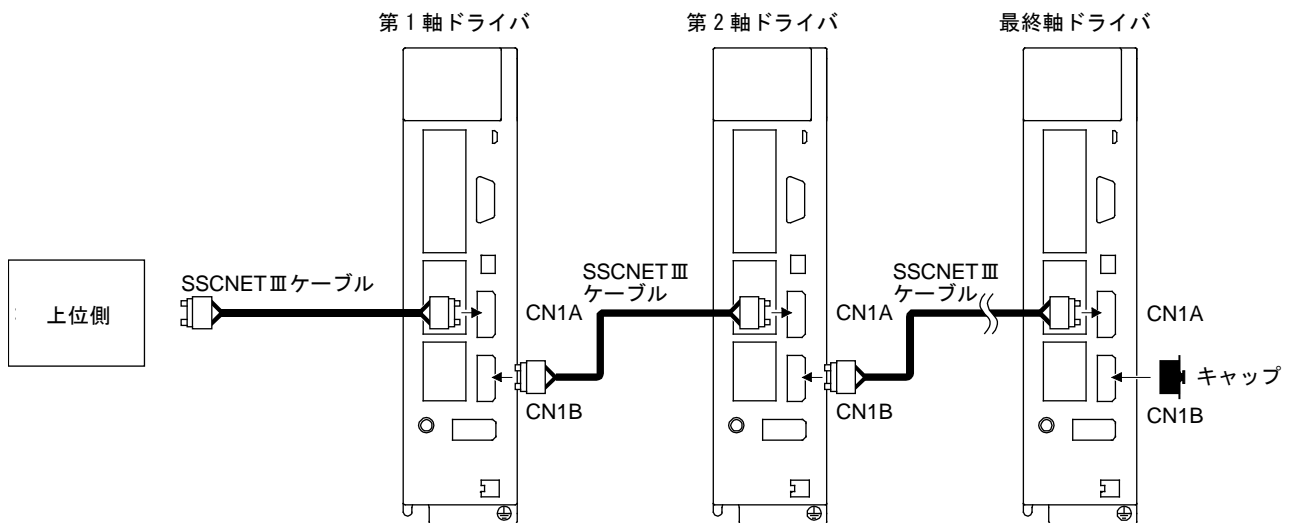 第1軸ドライバ
第2軸ドライバ
最終軸ドライバ
上位側
SSCNETⅢケーブル
CN1A
CN1B
SSCNETⅢ
ケーブル
CN1A
CN1B
SSCNETⅢ
ケーブル
CN1A
キャップ
CN1B